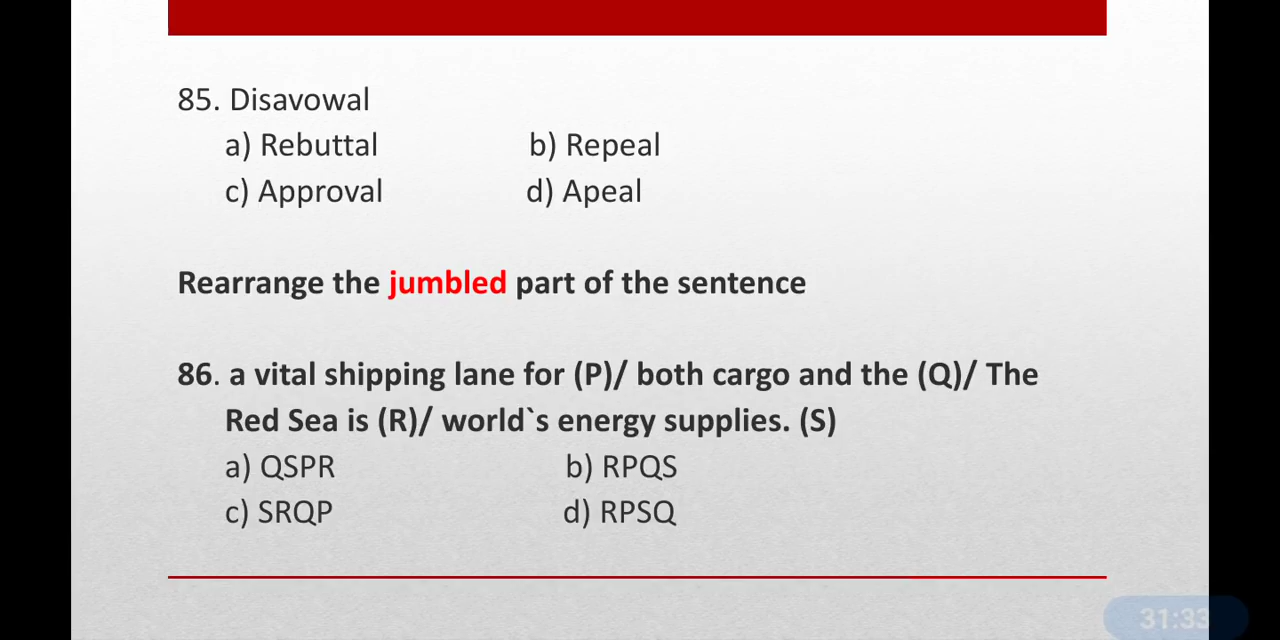 85. Disavowal
a) Rebuttal b) Repeal
c) Approval d) Apeal
Rearrange the jumbled part of the sentence
86. a vital shipping lane for (P)/ both cargo and the (Q)/ The
Red Sea is (R)/ world`s energy supplies. (S)
a) QSPR b) RPQS
c) SRQP d) RPSQ
31:33